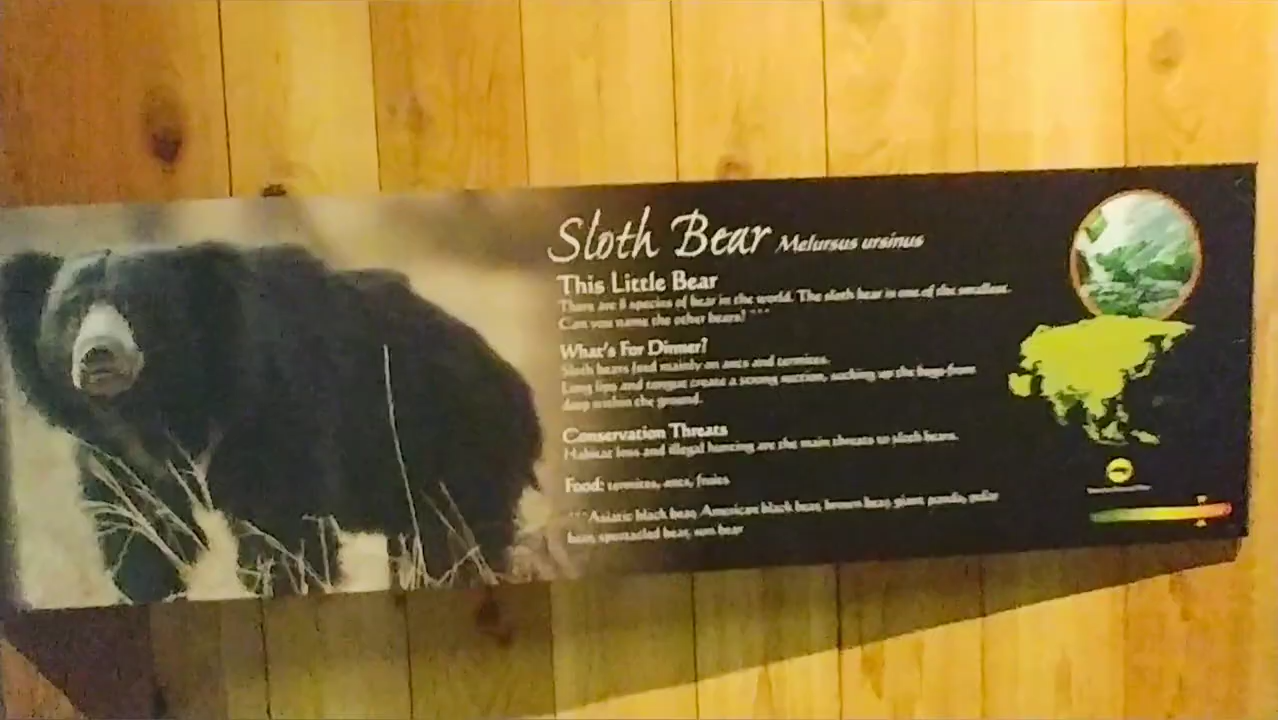 Sloth Bear Melursus ursinus
This Little Bear
There are 8 species of bear in the world. The sloth bear is one of the smallest.
Can you name the other bears? ***
What's For Dinner?
Sloth bears feed mainly on ants and termites.
Long lips and tongue create a strong suction, sucking up the bugs from
deep within the ground.
Conservation Threats
Habitat loss and illegal hunting are the main threats to sloth bears.
Food: termites, ants, fruits
***Asiatic black bear, American black bear, brown bear, giant panda, polar
bear, spectacled bear, sun bear